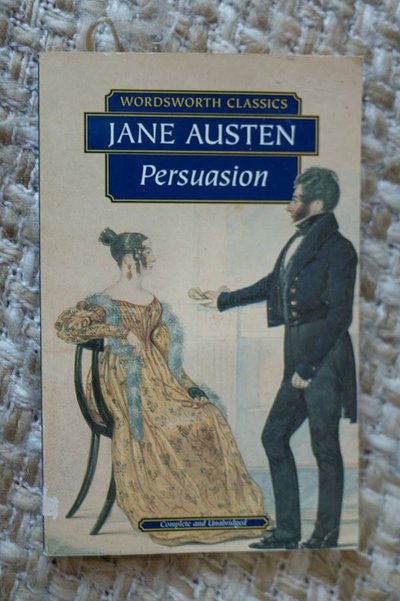 WORDSWORTH CLASSICS
JANE AUSTEN
Persuasion
Complete and Unabridged